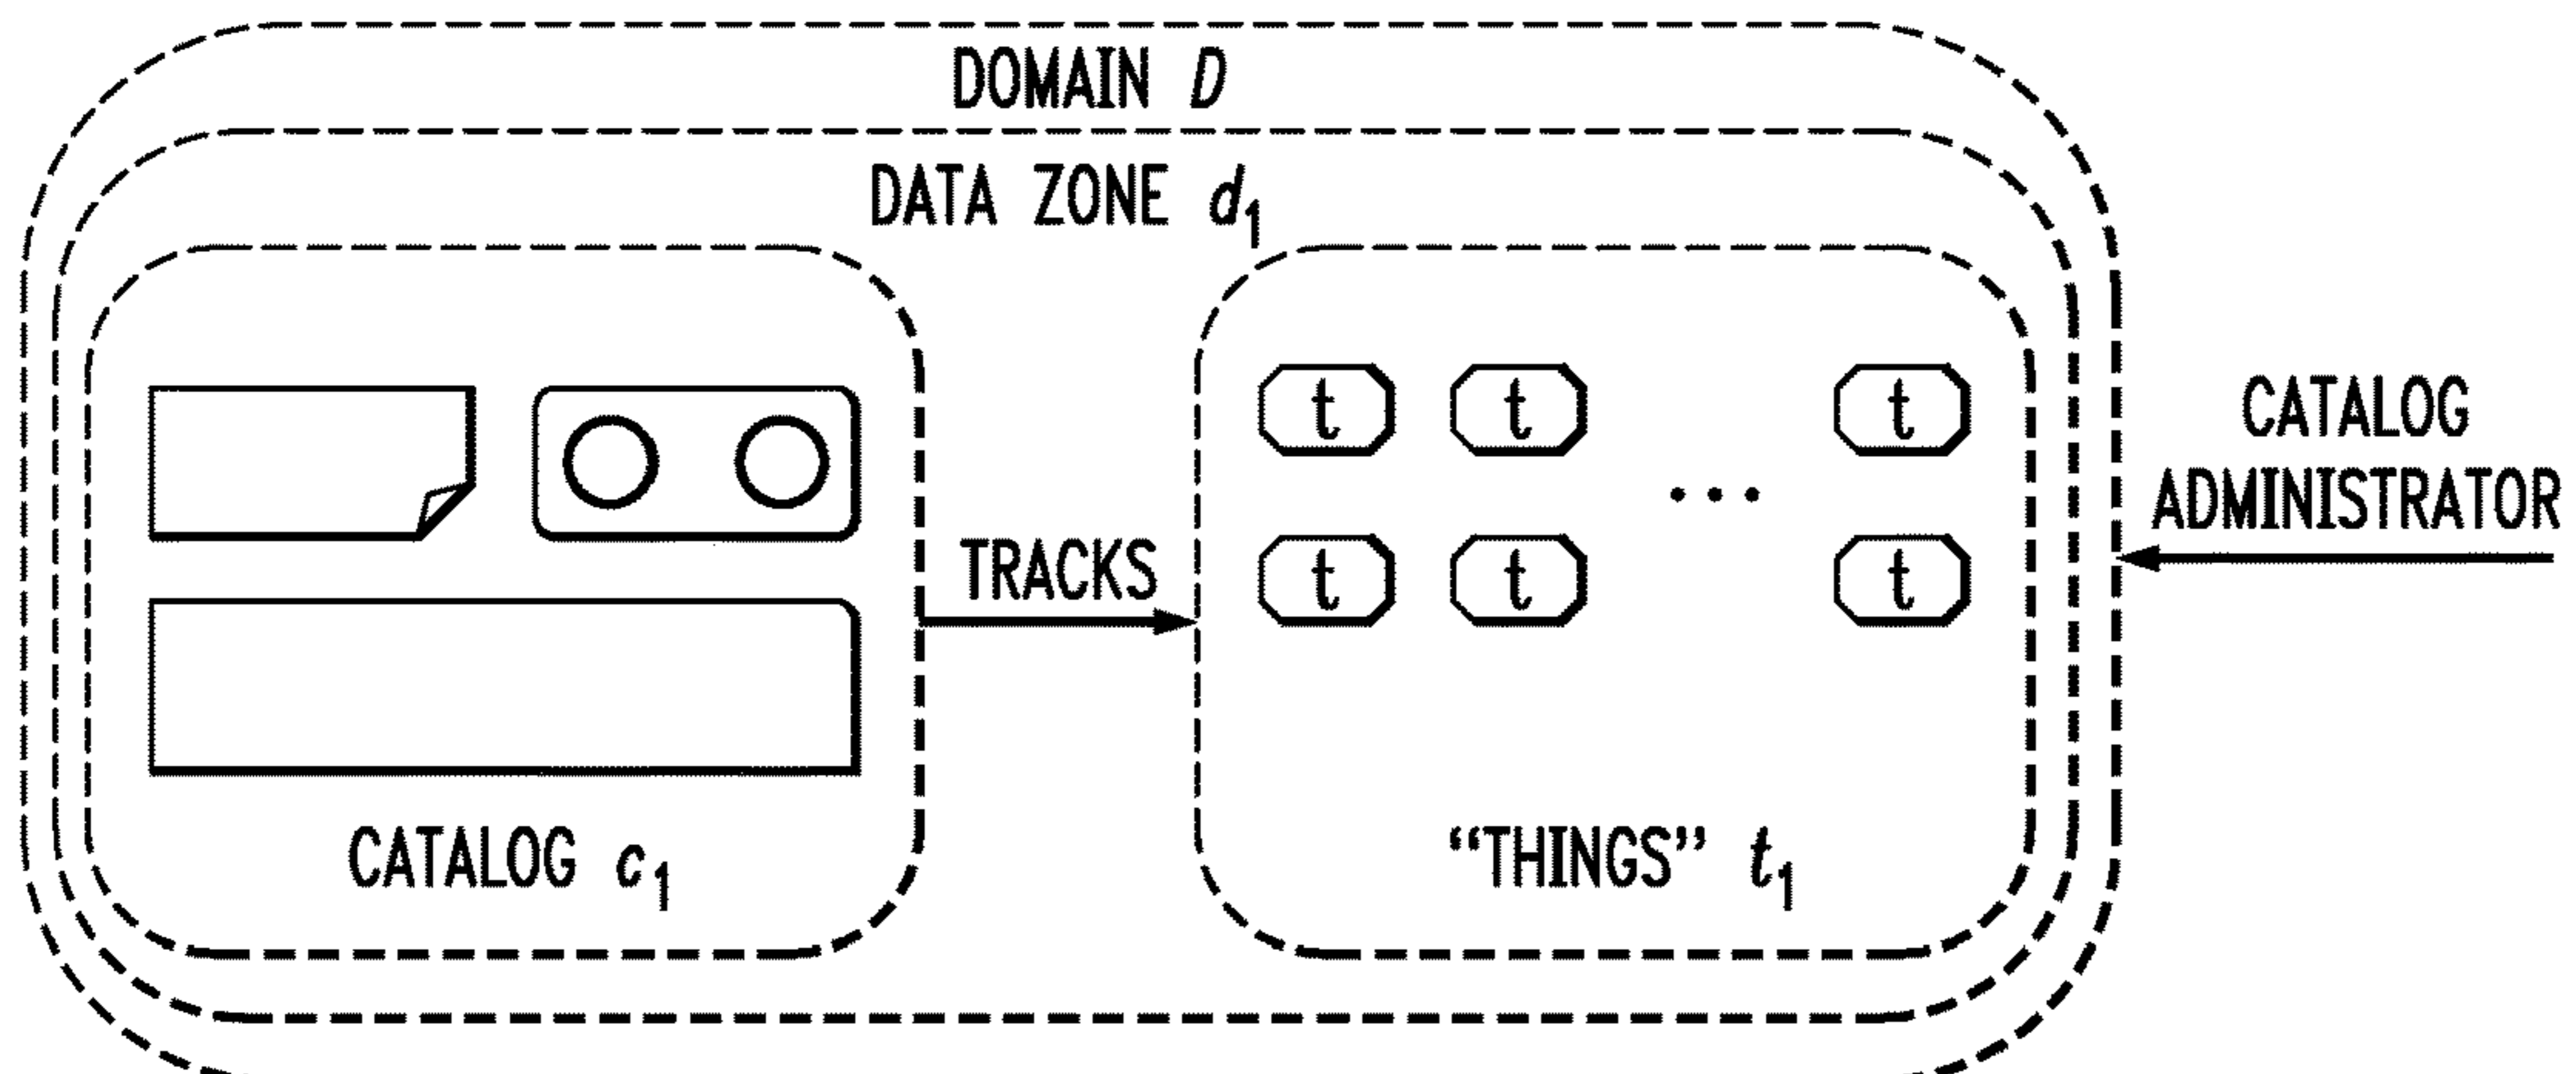 DOMAIN D
DATA ZONE d1
t t t
CATALOG
ADMINISTRATOR
• • •
TRACKS
t t t
CATALOG c1
“THINGS” t1